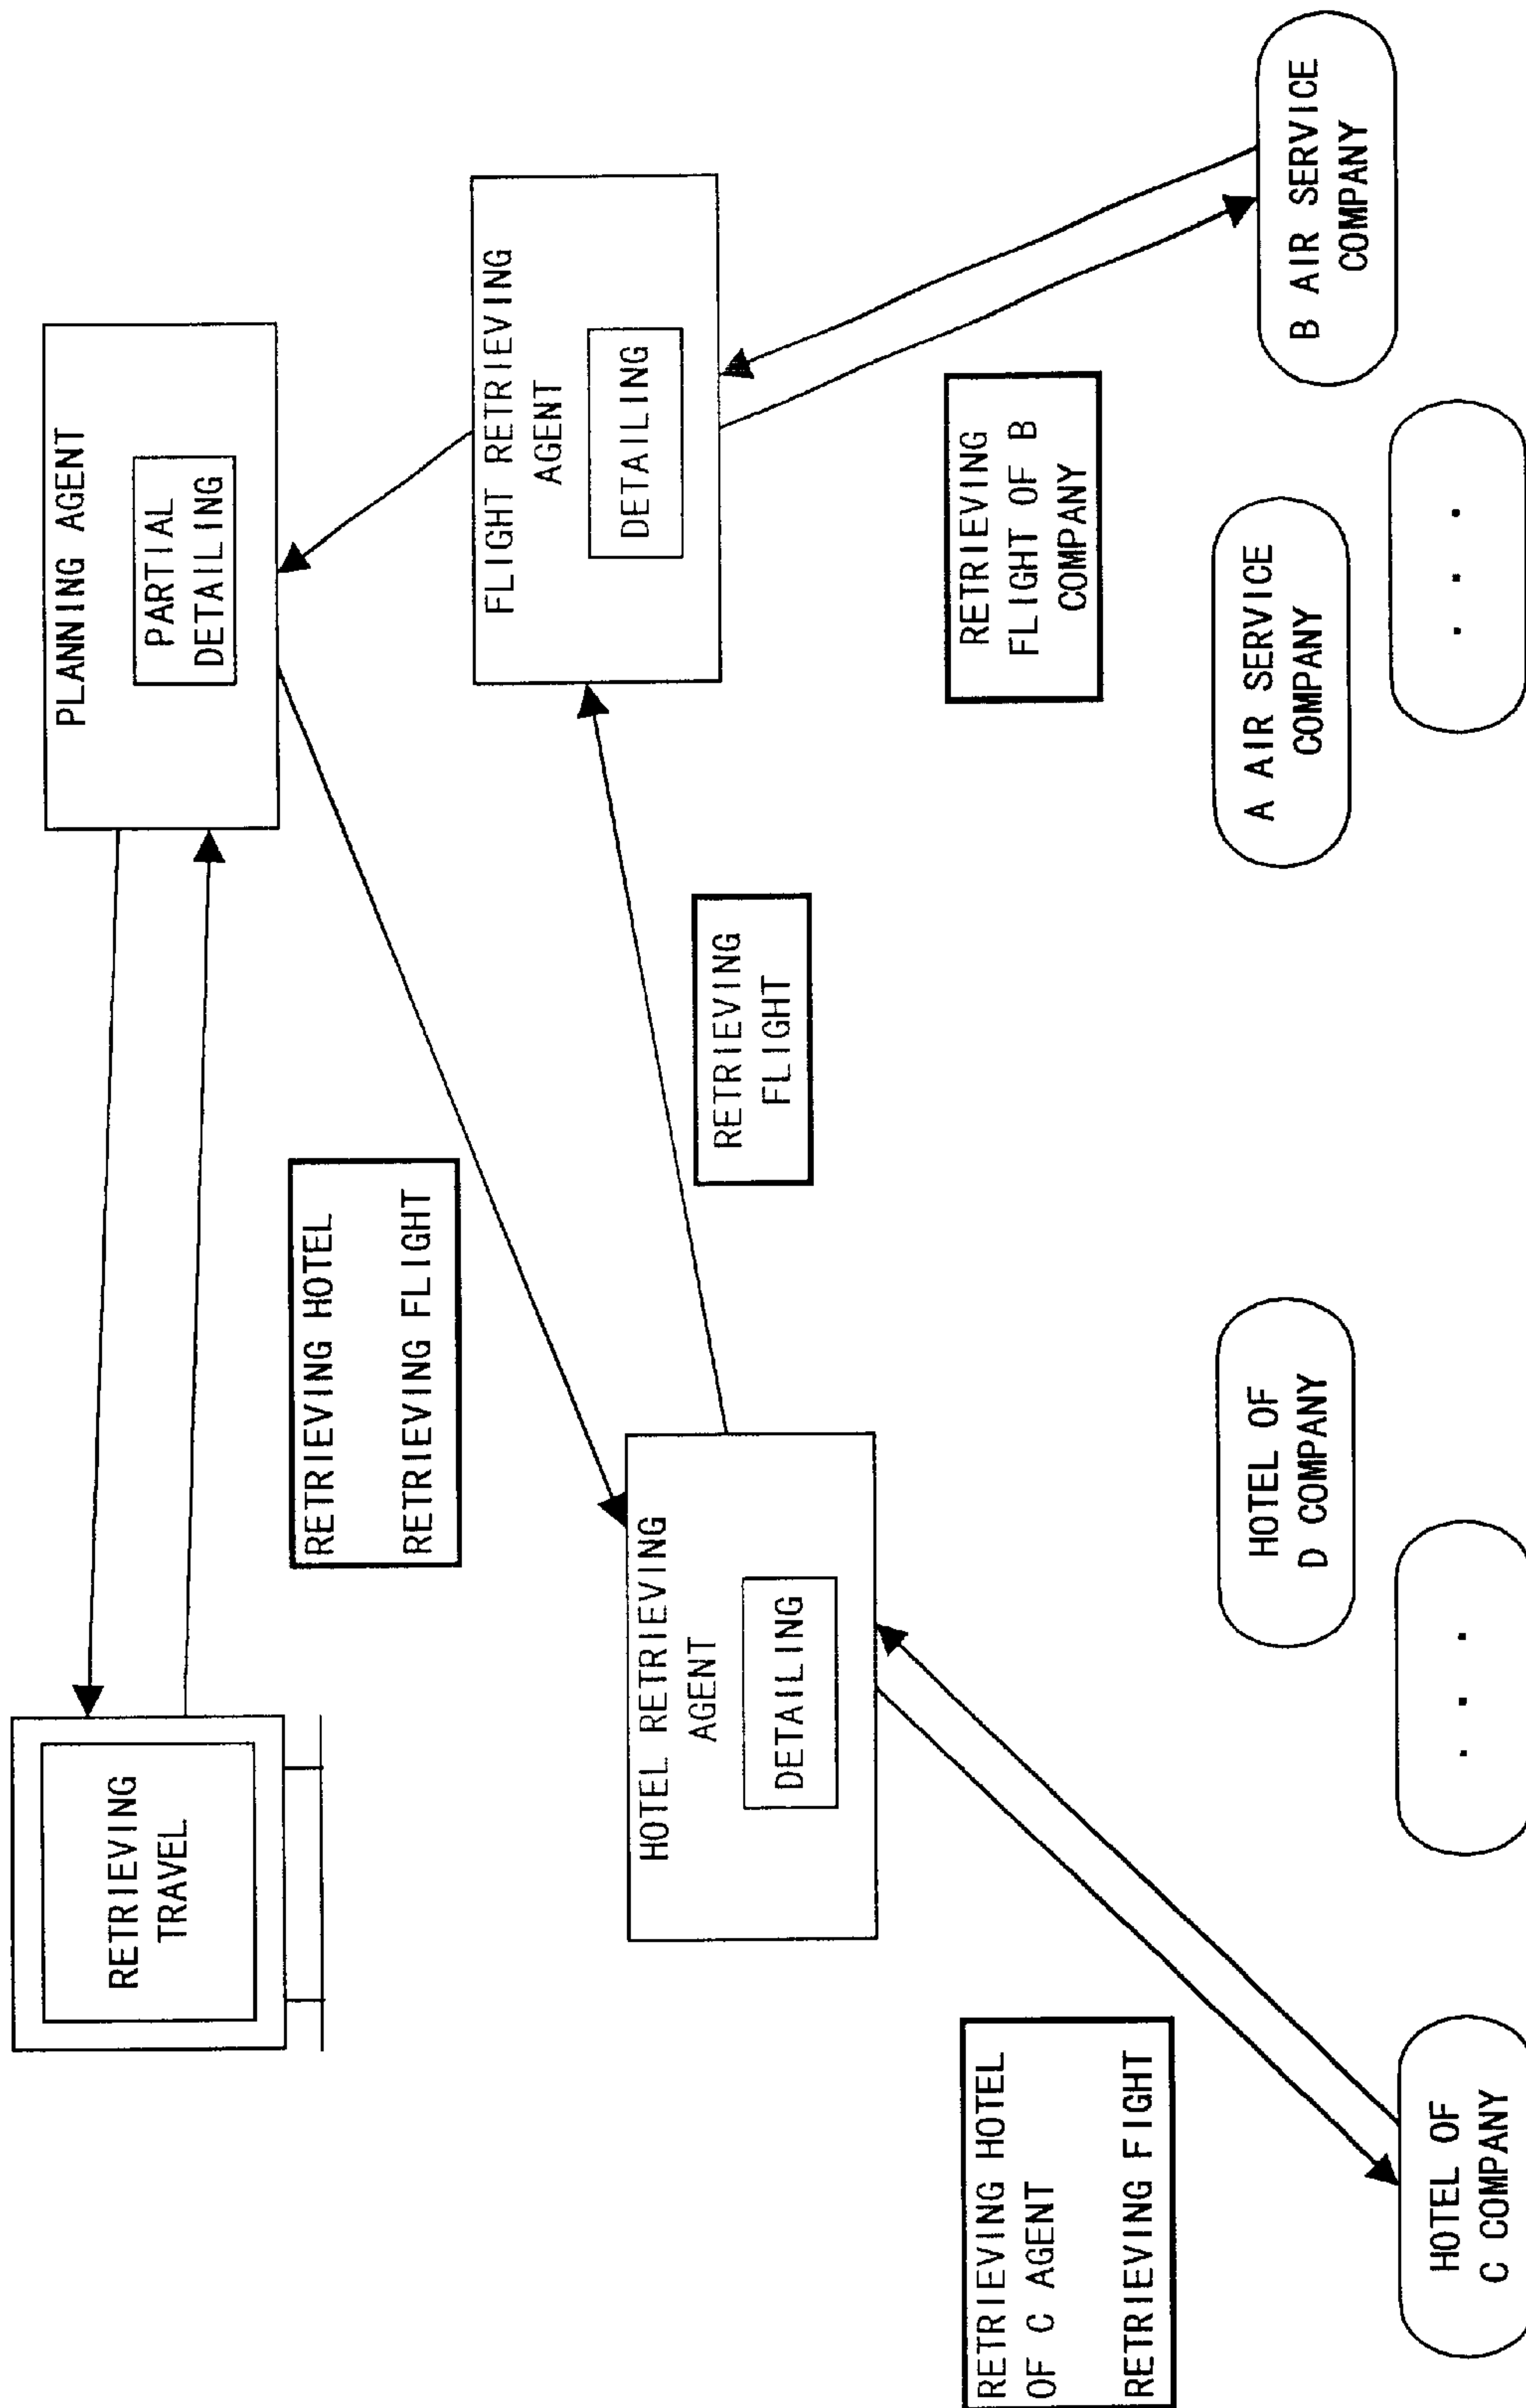 RETRIEVING
TRAVEL
PLANNING AGENT
PARTIAL
DETAILING
RETRIEVING HOTEL
RETRIEVING FLIGHT
FLIGHT RETRIEVING
AGENT
DETAILING
HOTEL RETRIEVING
AGENT
DETAILING
RETRIEVING
FLIGHT
RETRIEVING HOTEL
OF C AGENT
RETRIEVING FIGHT
RETRIEVING
FLIGHT OF B
COMPANY
HOTEL OF
C COMPANY
. . .
HOTEL OF
D COMPANY
A AIR SERVICE
COMPANY
. . .
B AIR SERVICE
COMPANY